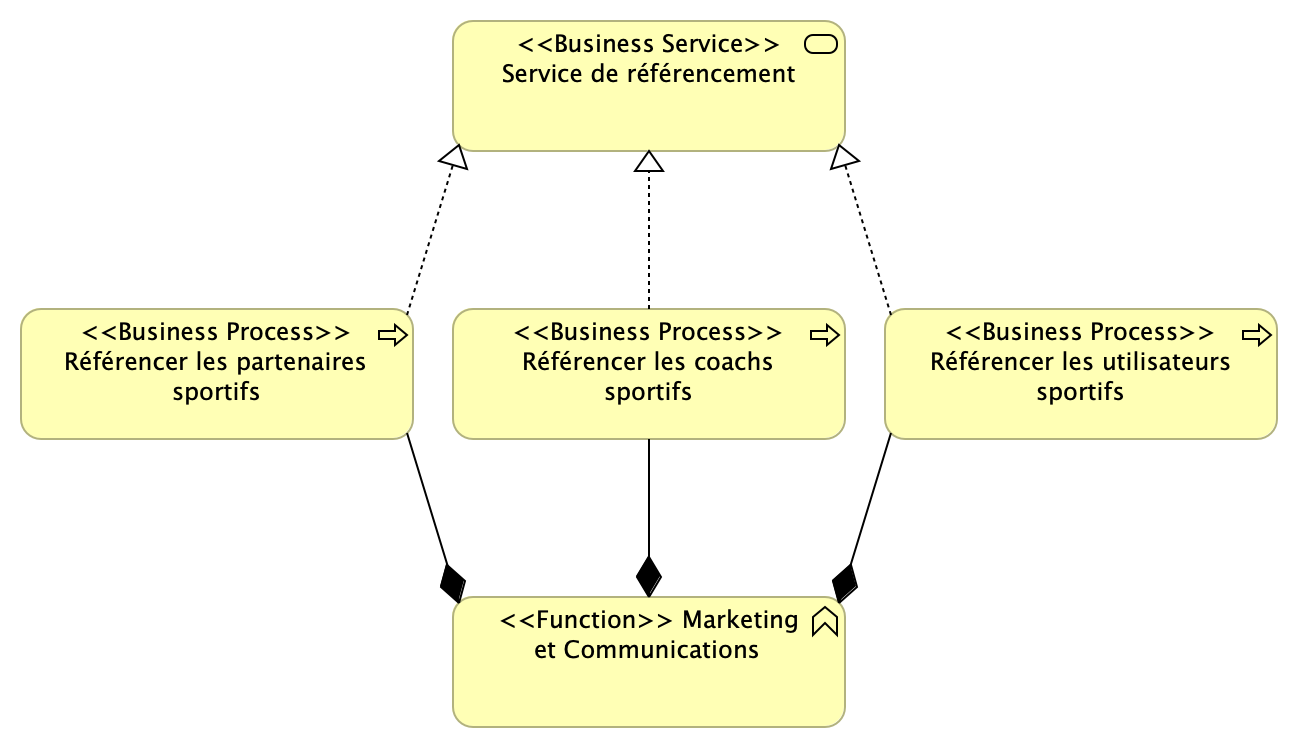 <<Business Service>>
Service de référencement
<<Business Process>>
Référencer les partenaires
sportifs
<<Business Process>>
Référencer les coachs
sportifs
<<Business Process>>
Référencer les utilisateurs
sportifs
<<Function>> Marketing
et Communications